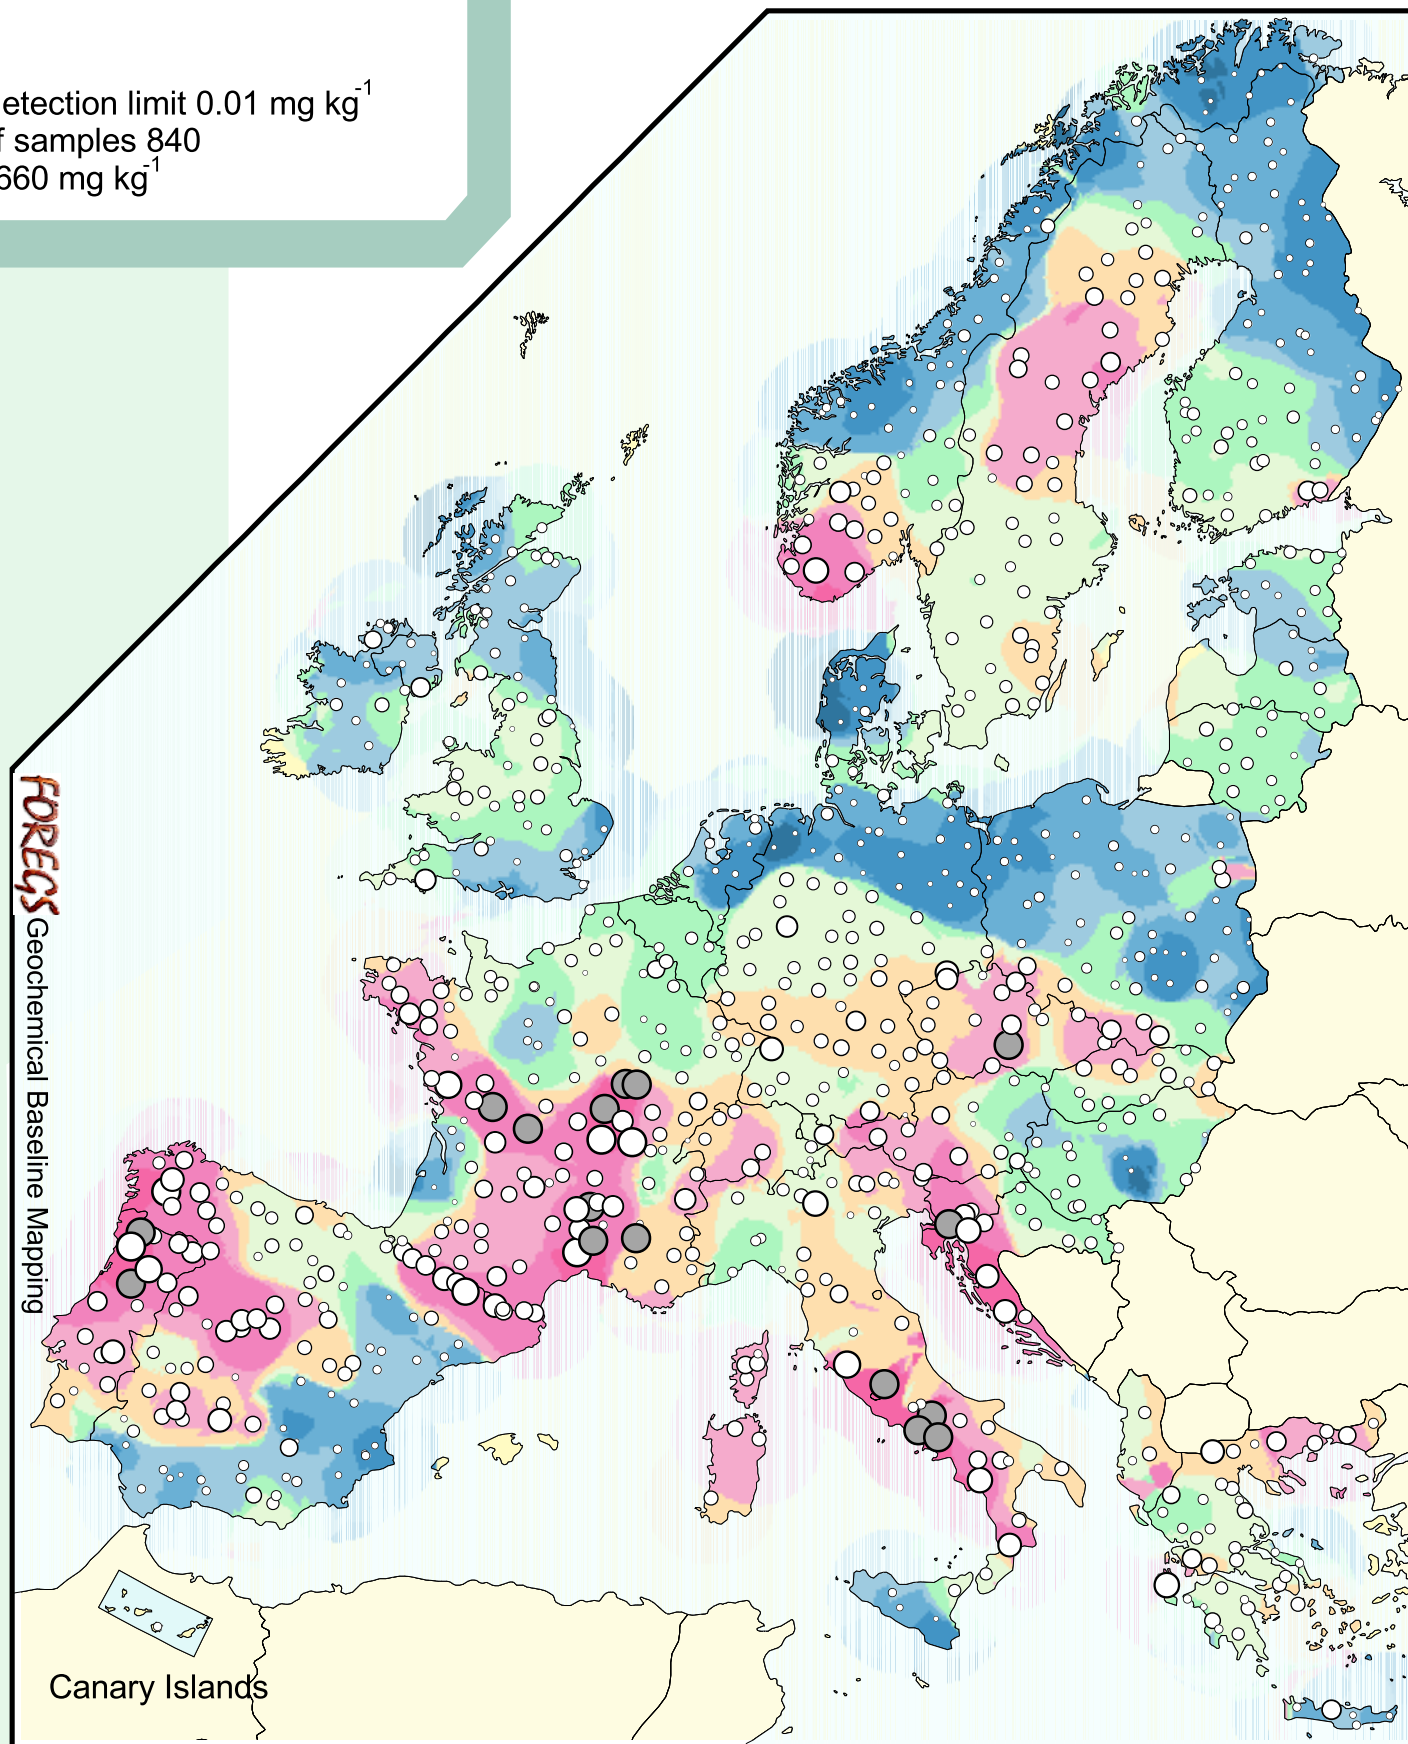 etection limit 0.01 mg kg-1
f samples 840
660 mg kg-1
FOREGS Geochemical Baseline Mapping
Canary Islands